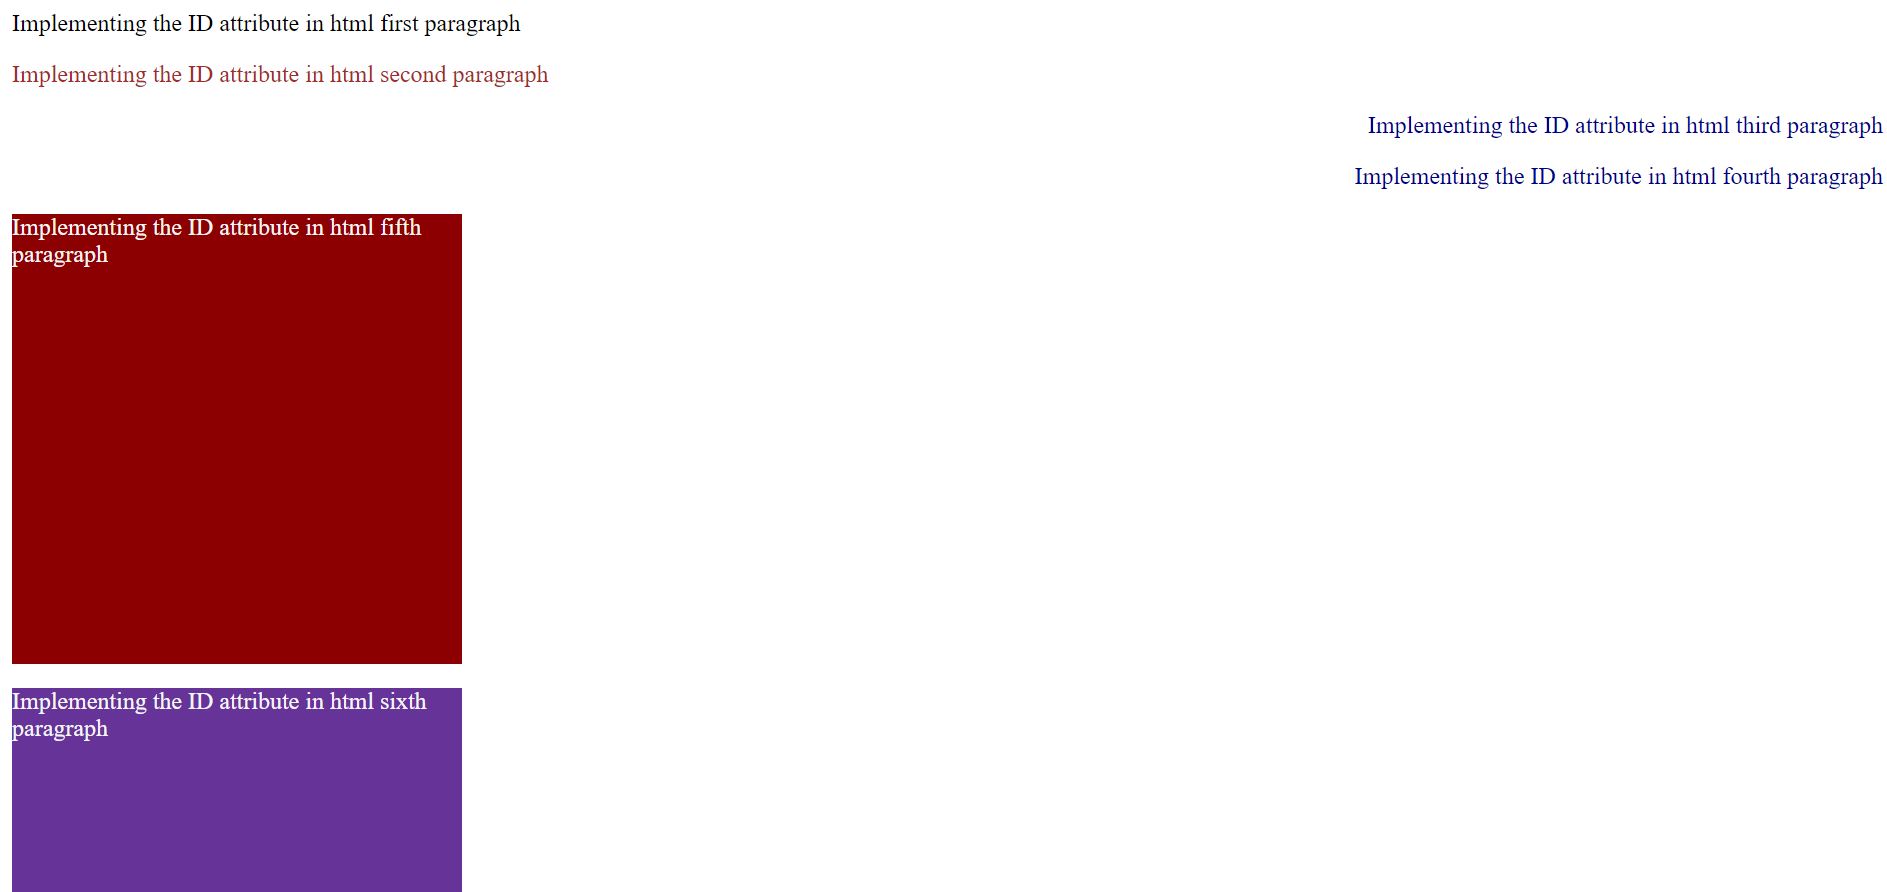 Implementing the ID attribute in html first paragraph
Implementing the ID attribute in html second paragraph
Implementing the ID attribute in html third paragraph
Implementing the ID attribute in html fourth paragraph
Implementing the ID attribute in html fifth
paragraph
Implementing the ID attribute in html sixth
paragraph